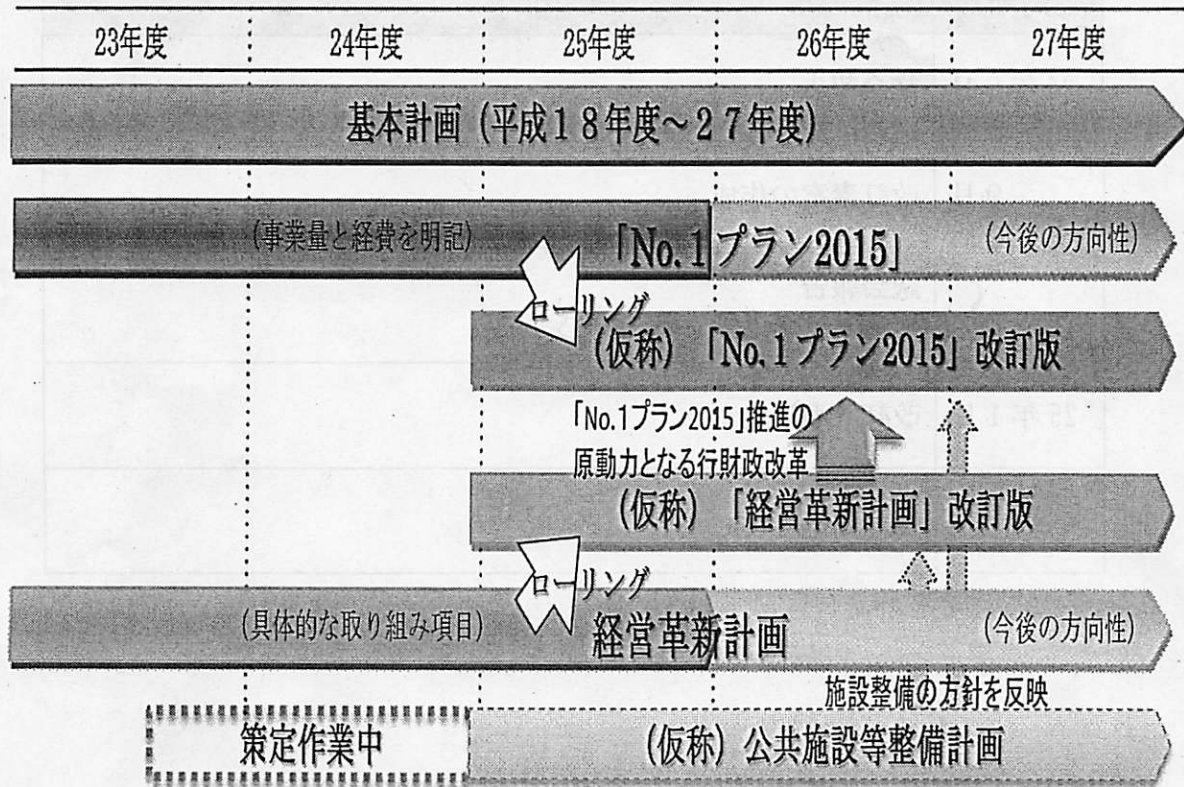 23年度 24年度 25年度 26年度 27年度
基本計画（平成１８年度～２７年度）
(事業量と経費を明記) 「No.1プラン2015」 (今後の方向性)
ローリング
(仮称) 「No.1プラン2015」改訂版
「No.1プラン2015」推進の
原動力となる行財政改革
(仮称) 「経営革新計画」改訂版
ローリング
(具体的な取り組み項目) 経営革新計画 (今後の方向性)
施設整備の方針を反映
策定作業中 (仮称) 公共施設等整備計画